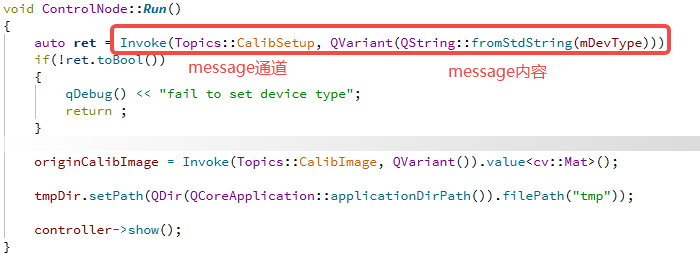 void ControlNode::Run()
{
    auto ret = Invoke(Topics::CalibSetup, QVariant(QString::fromStdString(mDevType)))
    if(!ret.toBool())
message通道
message内容
    {
        qDebug() << "fail to set device type";
        return ;
    }
    originCalibImage = Invoke(Topics::CalibImage, QVariant()).value<cv::Mat>();
    tmpDir.setPath(QDir(QCoreApplication::applicationDirPath()).filePath("tmp"));
    controller->show();
}